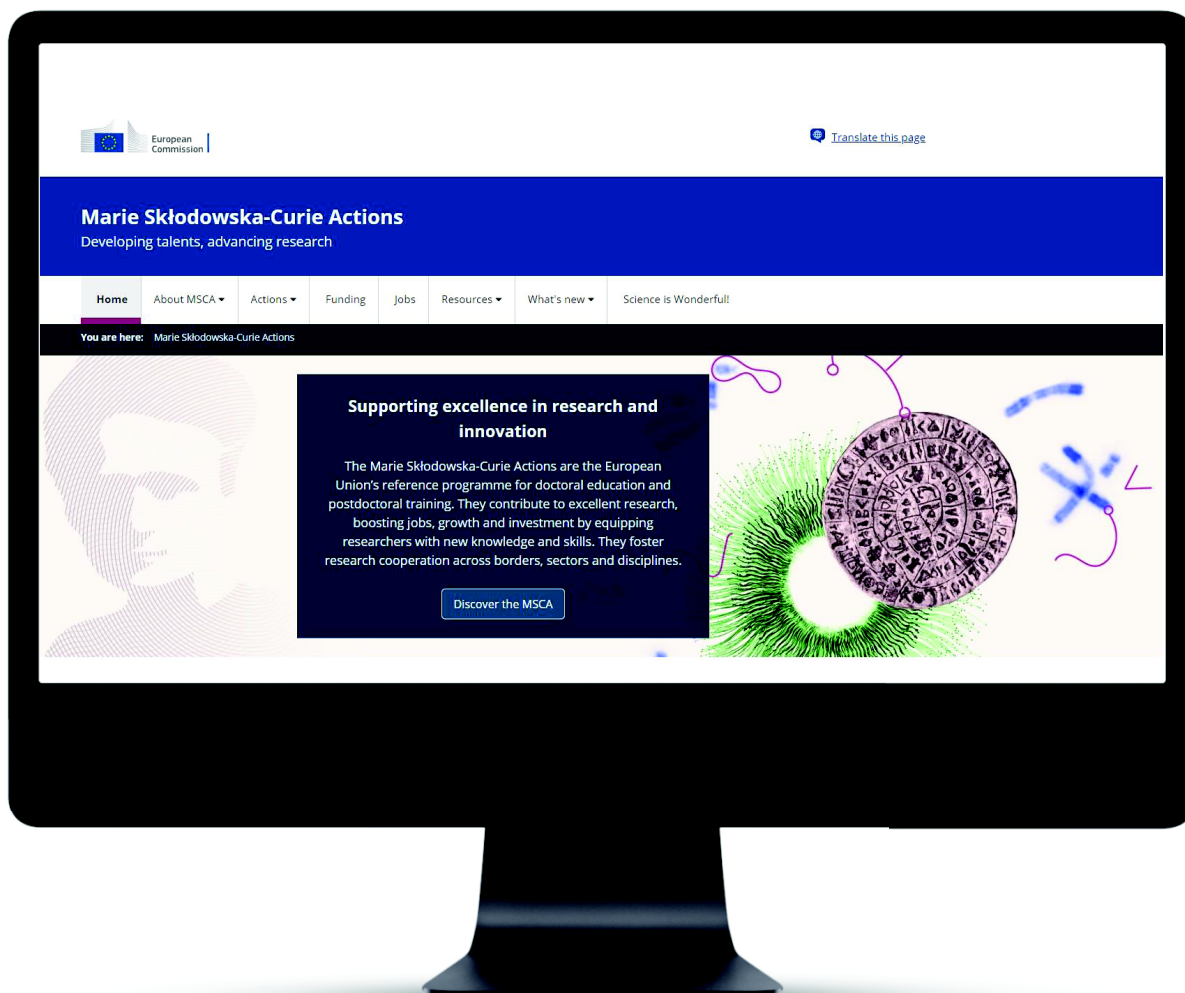 European
Commission
Translate this page
Marie Skłodowska-Curie Actions
Developing talents, advancing research
Home About MSCA Actions Funding Jobs Resources What's new Science is Wonderful!
You are here: Marie Skłodowska-Curie Actions
Supporting excellence in research and
innovation
The Marie Skłodowska-Curie Actions are the European
Union’s reference programme for doctoral education and
postdoctoral training. They contribute to excellent research,
boosting jobs, growth and investment by equipping
researchers with new knowledge and skills. They foster
research cooperation across borders, sectors and disciplines.
Discover the MSCA